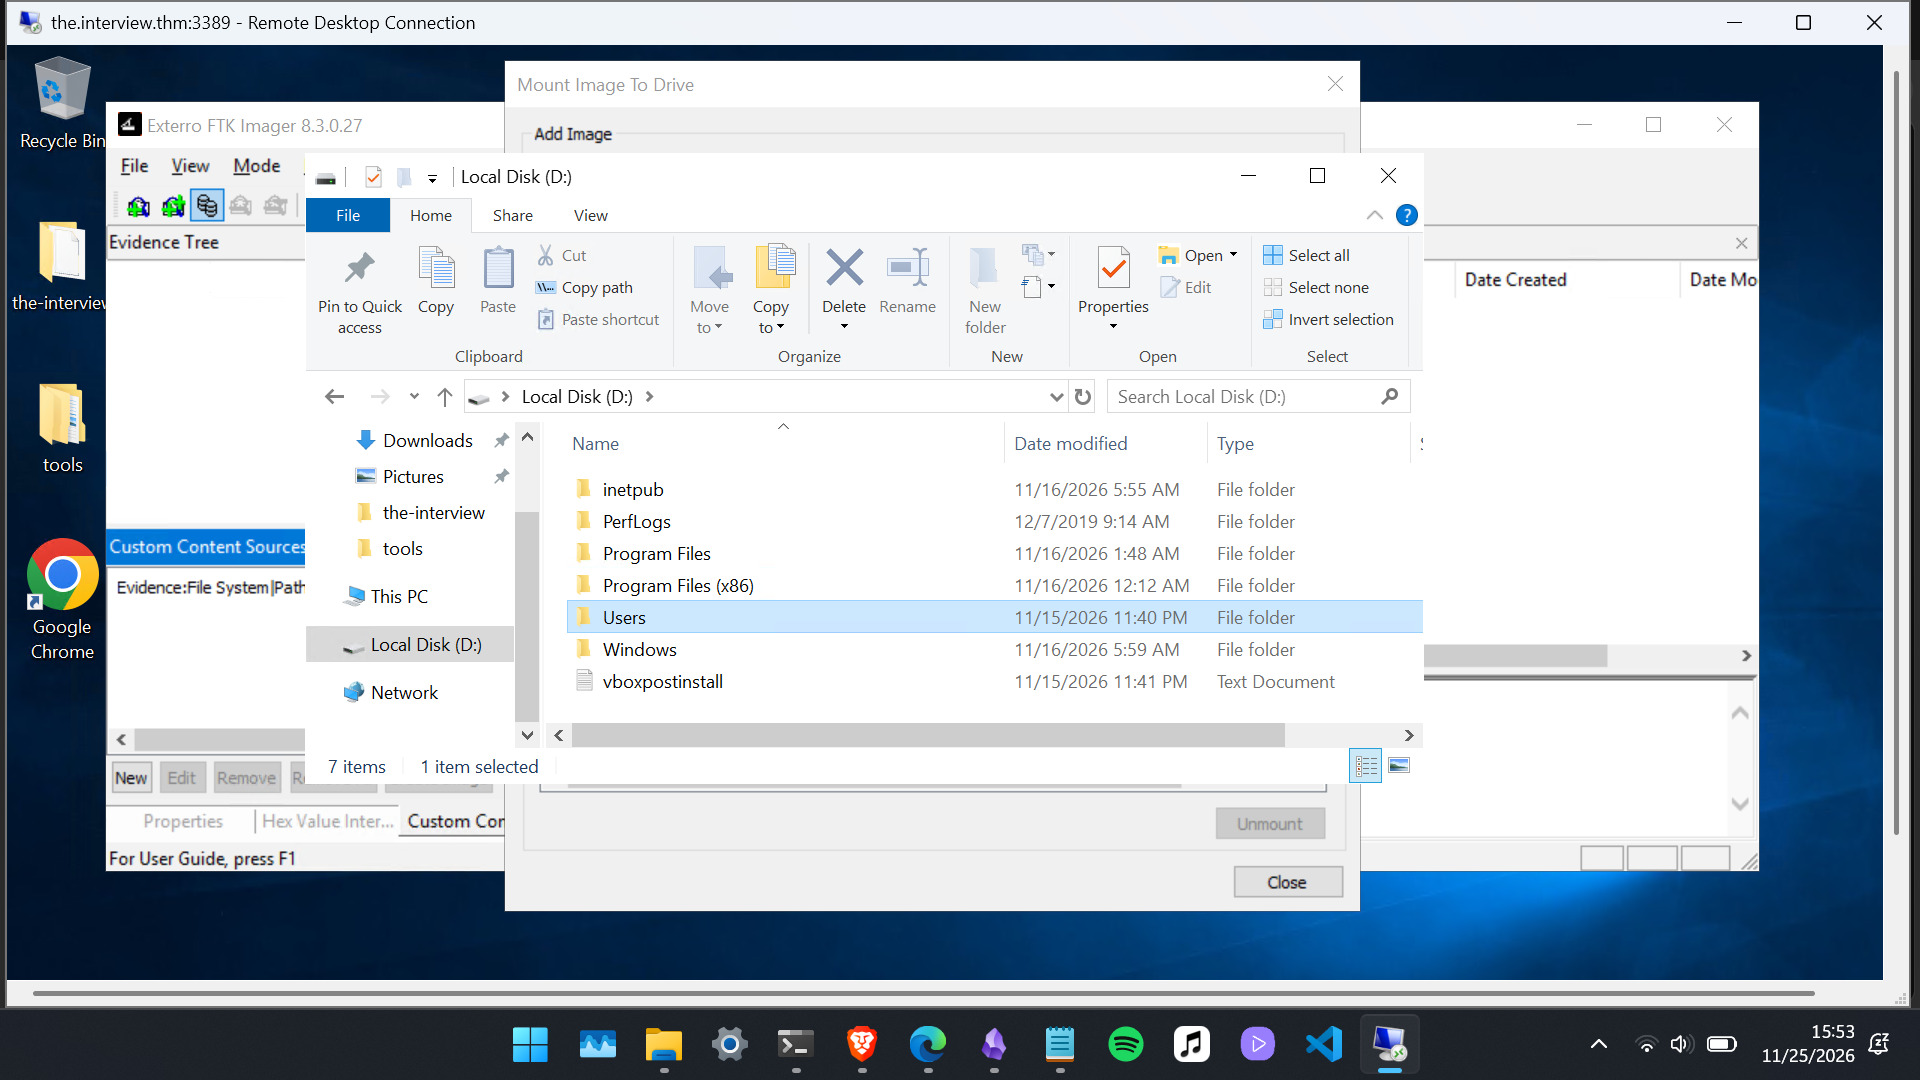 the.interview.thm:3389 - Remote Desktop Connection
Recycle Bin
the-interview
tools
Google
Chrome
Mount Image To Drive
Add Image
Exterro FTK Imager 8.3.0.27
File View Mode
Evidence Tree
Custom Content Sources
Evidence:File System|Path
New Edit Remove
Properties Hex Value Inter... Custom Con
For User Guide, press F1
Date Created Date Mo
Unmount
Close
Local Disk (D:)
File Home Share View
Pin to Quick
access
Copy
Paste
Cut
Copy path
Paste shortcut
Clipboard
Move
to
Copy
to
Delete
Rename
Organize
New
folder
New
Properties
Open
Edit
Open
Select all
Select none
Invert selection
Select
Local Disk (D:)
Search Local Disk (D:)
Downloads
Pictures
the-interview
tools
This PC
Local Disk (D:)
Network
Name Date modified Type
inetpub 11/16/2026 5:55 AM File folder
PerfLogs 12/7/2019 9:14 AM File folder
Program Files 11/16/2026 1:48 AM File folder
Program Files (x86) 11/16/2026 12:12 AM File folder
Users 11/15/2026 11:40 PM File folder
Windows 11/16/2026 5:59 AM File folder
vboxpostinstall 11/15/2026 11:41 PM Text Document
7 items 1 item selected
15:53
11/25/2026